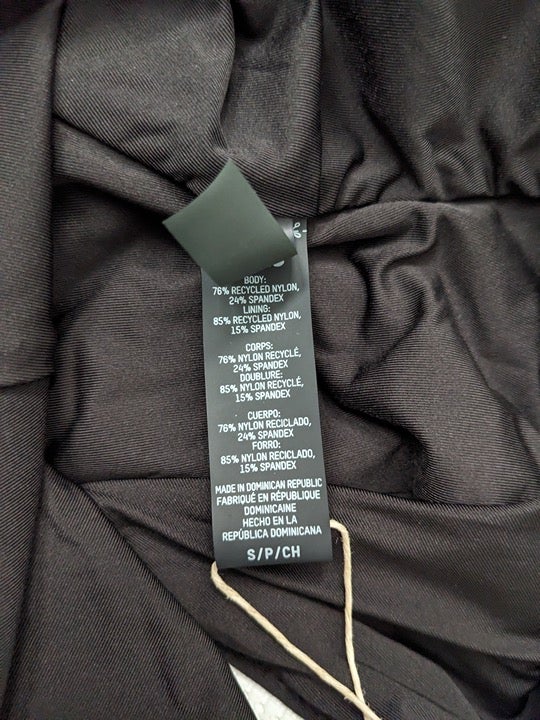 BODY:
76% RECYCLED NYLON,
24% SPANDEX
LINING:
85% RECYCLED NYLON,
15% SPANDEX
CORPS:
76% NYLON RECYCLÉ,
24% SPANDEX
DOUBLURE:
85% NYLON RECYCLÉ,
15% SPANDEX
CUERPO:
76% NYLON RECICLADO,
24% SPANDEX
FORRO:
85% NYLON RECICLADO,
15% SPANDEX
MADE IN DOMINICAN REPUBLIC
FABRIQUÉ EN RÉPUBLIQUE
DOMINICAINE
HECHO EN LA
REPÚBLICA DOMINICANA
S/P/CH